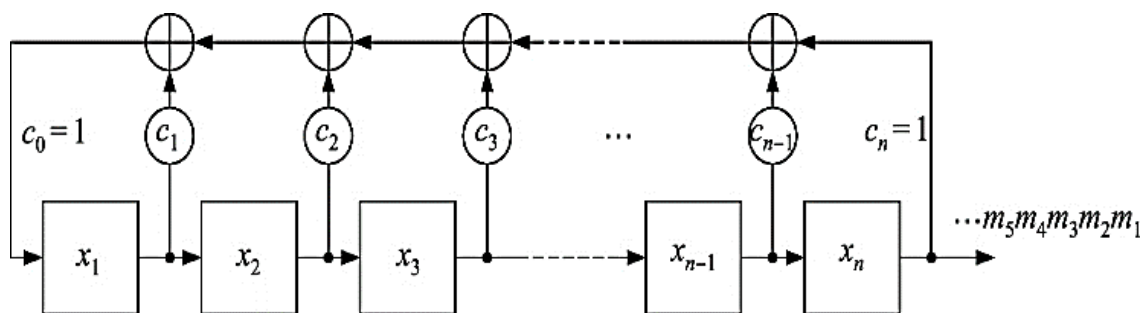 c₀ = 1 c₁ c₂ c₃ ... cₙ₋₁ cₙ = 1
x₁ x₂ x₃ xₙ₋₁ xₙ ...m₅m₄m₃m₂m₁